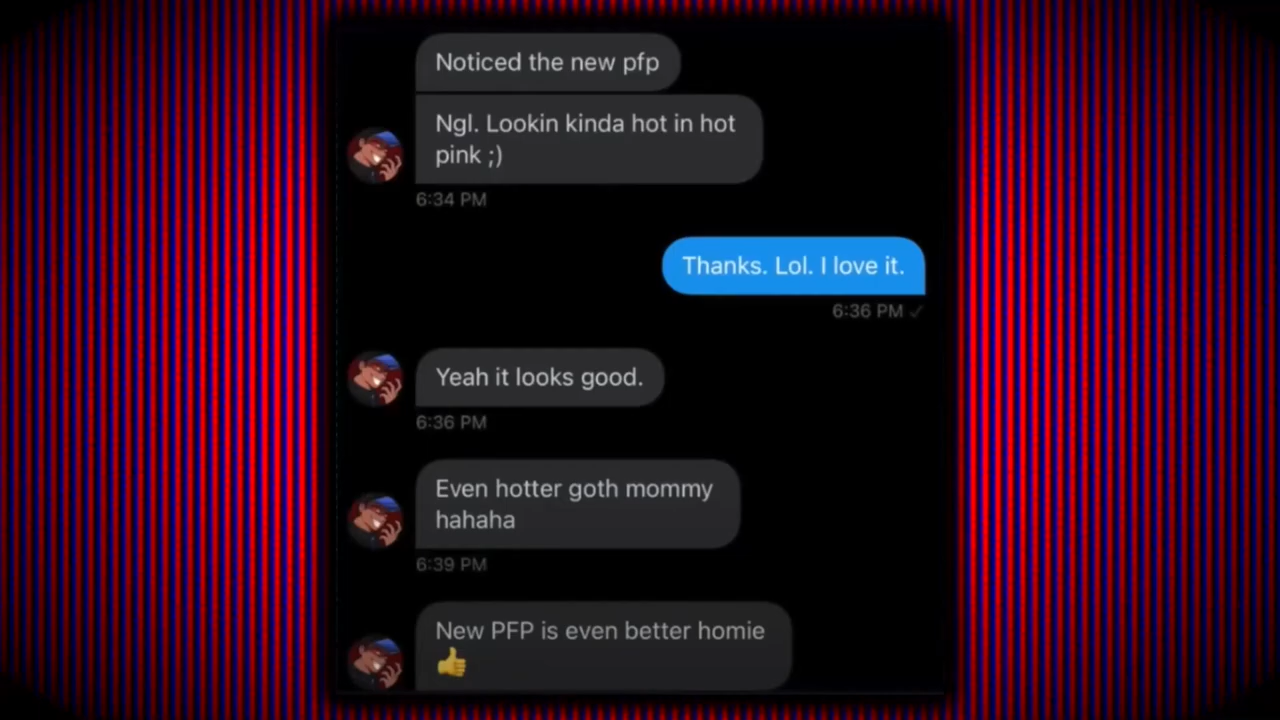 Noticed the new pfp
Ngl. Lookin kinda hot in hot
pink ;)
6:34 PM
Thanks. Lol. I love it.
6:36 PM ✓
Yeah it looks good.
6:36 PM
Even hotter goth mommy
hahaha
6:39 PM
New PFP is even better homie
👍